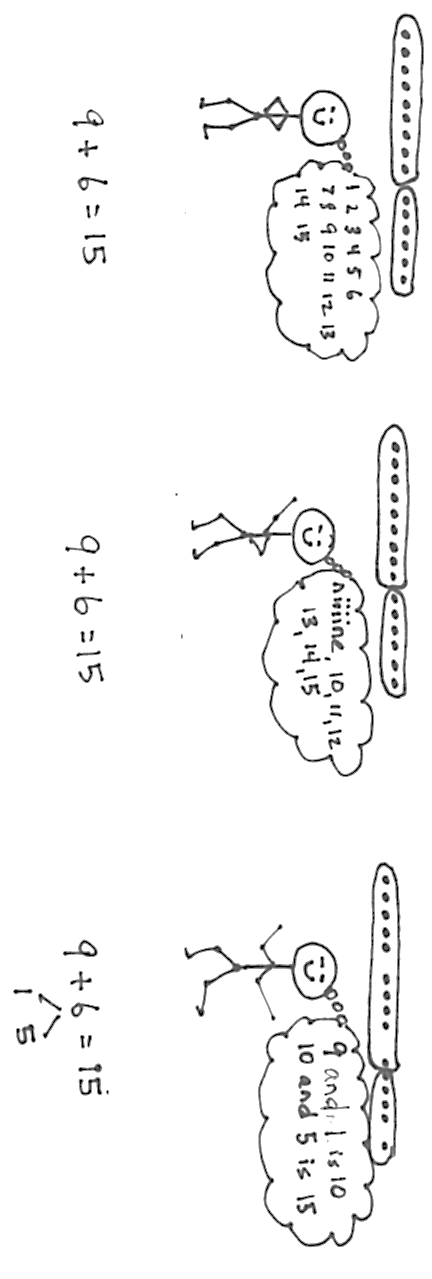 1 2 3 4 5 6
7 8 9 10 11 12 13
14 15
9 + 6 = 15
niiiine, 10, 11, 12
13, 14, 15
9 + 6 = 15
9 and 1 is 10
10 and 5 is 15
9 + 6 = 15
1 5